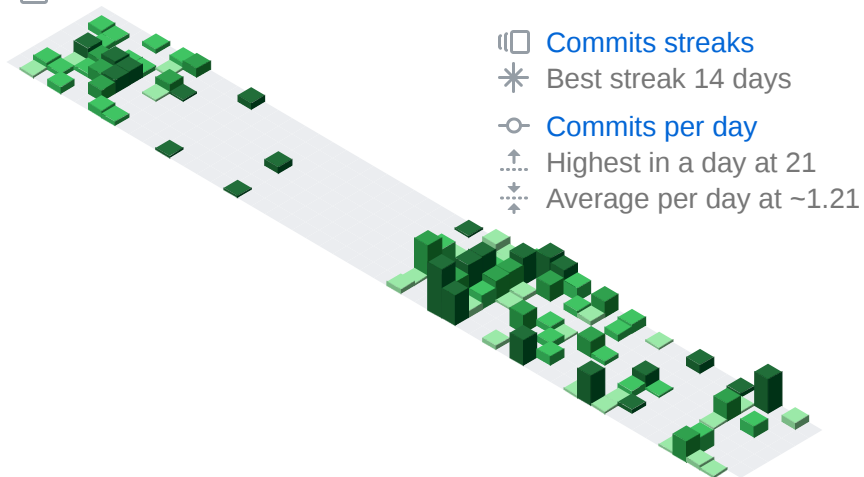 Commits streaks
Best streak 14 days
Commits per day
Highest in a day at 21
Average per day at ~1.21